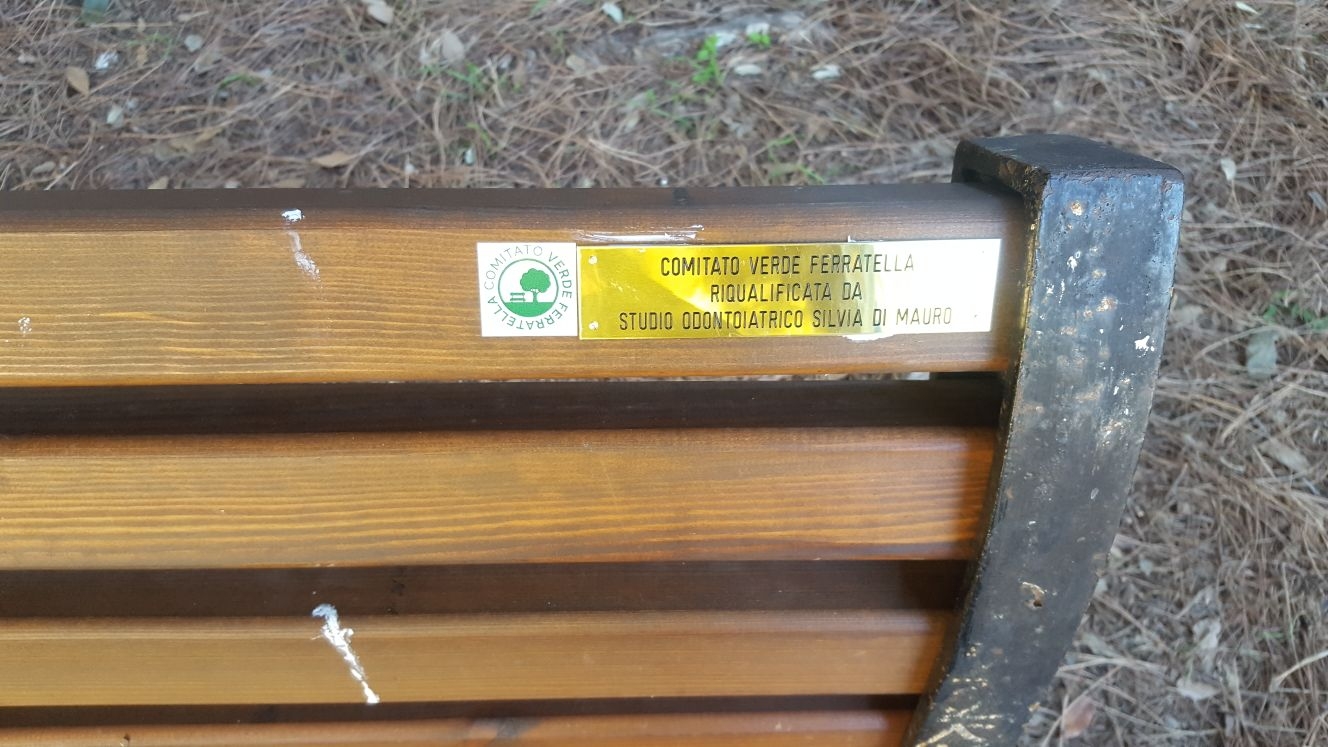 COMITATO VERDE FERRATELLA
COMITATO VERDE FERRATELLA
RIQUALIFICATA DA
STUDIO ODONTOIATRICO SILVIA DI MAURO